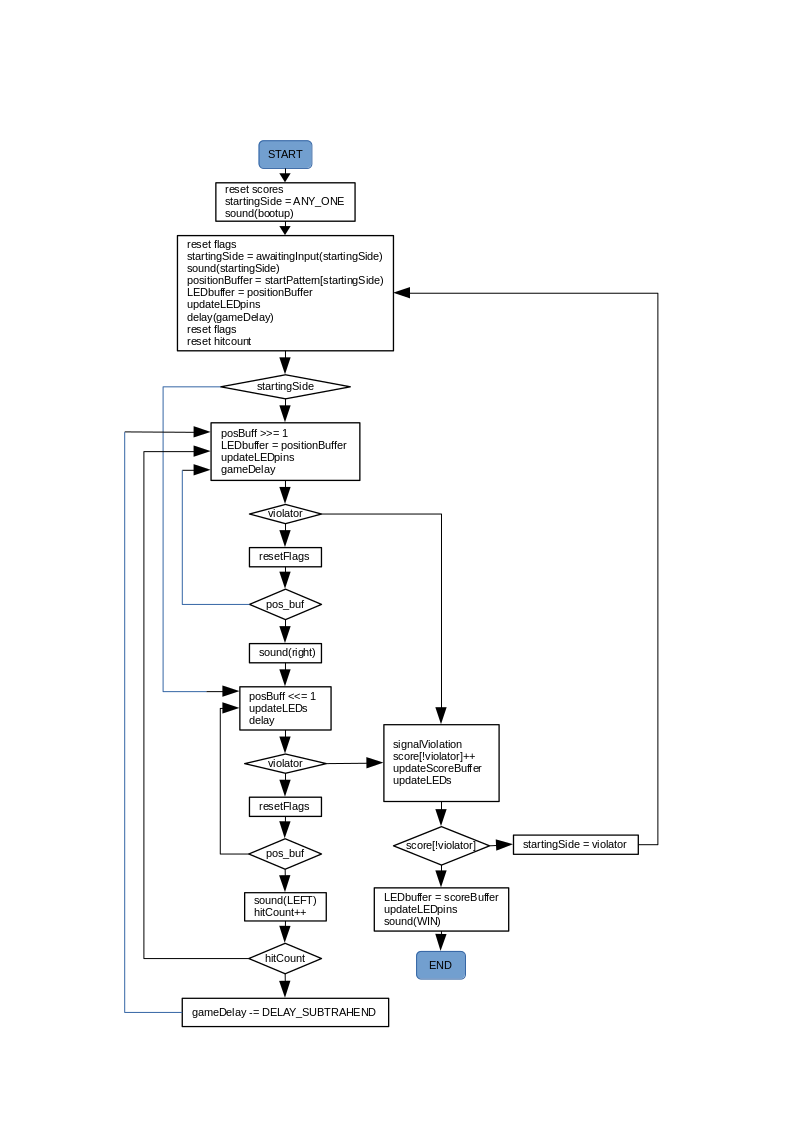 START
reset scores
startingSide = ANY_ONE
sound(bootup)
reset flags
startingSide = awaitingInput(startingSide)
sound(startingSide)
positionBuffer = startPattern[startingSide)
LEDbuffer = positionBuffer
updateLEDpins
delay(gameDelay)
reset flags
reset hitcount
startingSide
posBuff >>= 1
LEDbuffer = positionBuffer
updateLEDpins
gameDelay
violator
resetFlags
pos_buf
sound(right)
posBuff <<= 1
updateLEDs
delay
violator
resetFlags
pos_buf
sound(LEFT)
hitCount++
hitCount
gameDelay -= DELAY_SUBTRAHEND
signalViolation
score[!violator]++
updateScoreBuffer
updateLEDs
score[!violator]
startingSide = violator
LEDbuffer = scoreBuffer
updateLEDpins
sound(WIN)
END